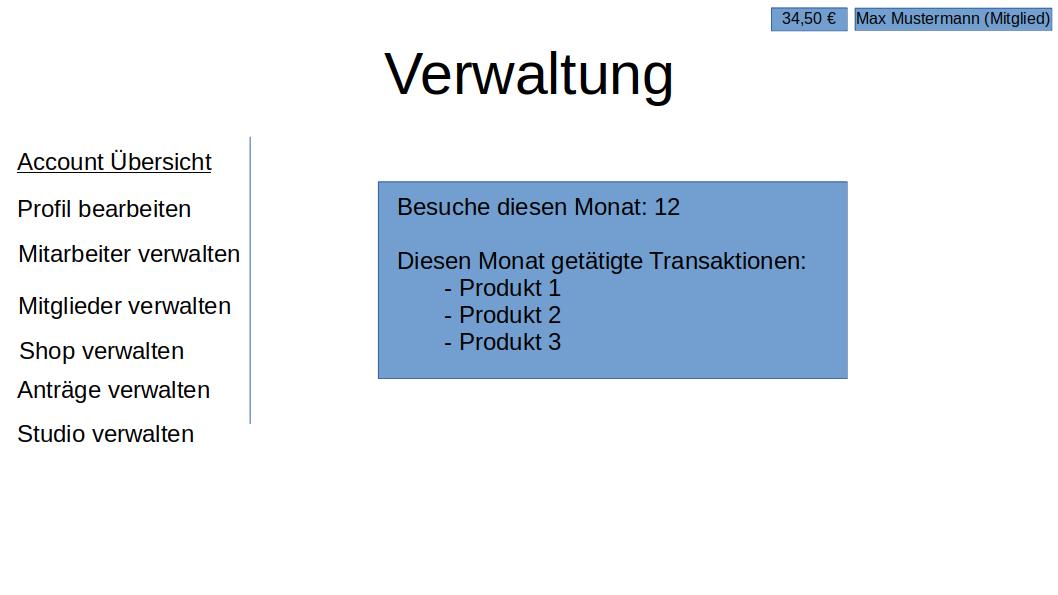 34,50 €
Max Mustermann (Mitglied)
Verwaltung
Account Übersicht
Profil bearbeiten
Mitarbeiter verwalten
Mitglieder verwalten
Shop verwalten
Anträge verwalten
Studio verwalten
Besuche diesen Monat: 12
Diesen Monat getätigte Transaktionen:
- Produkt 1
- Produkt 2
- Produkt 3